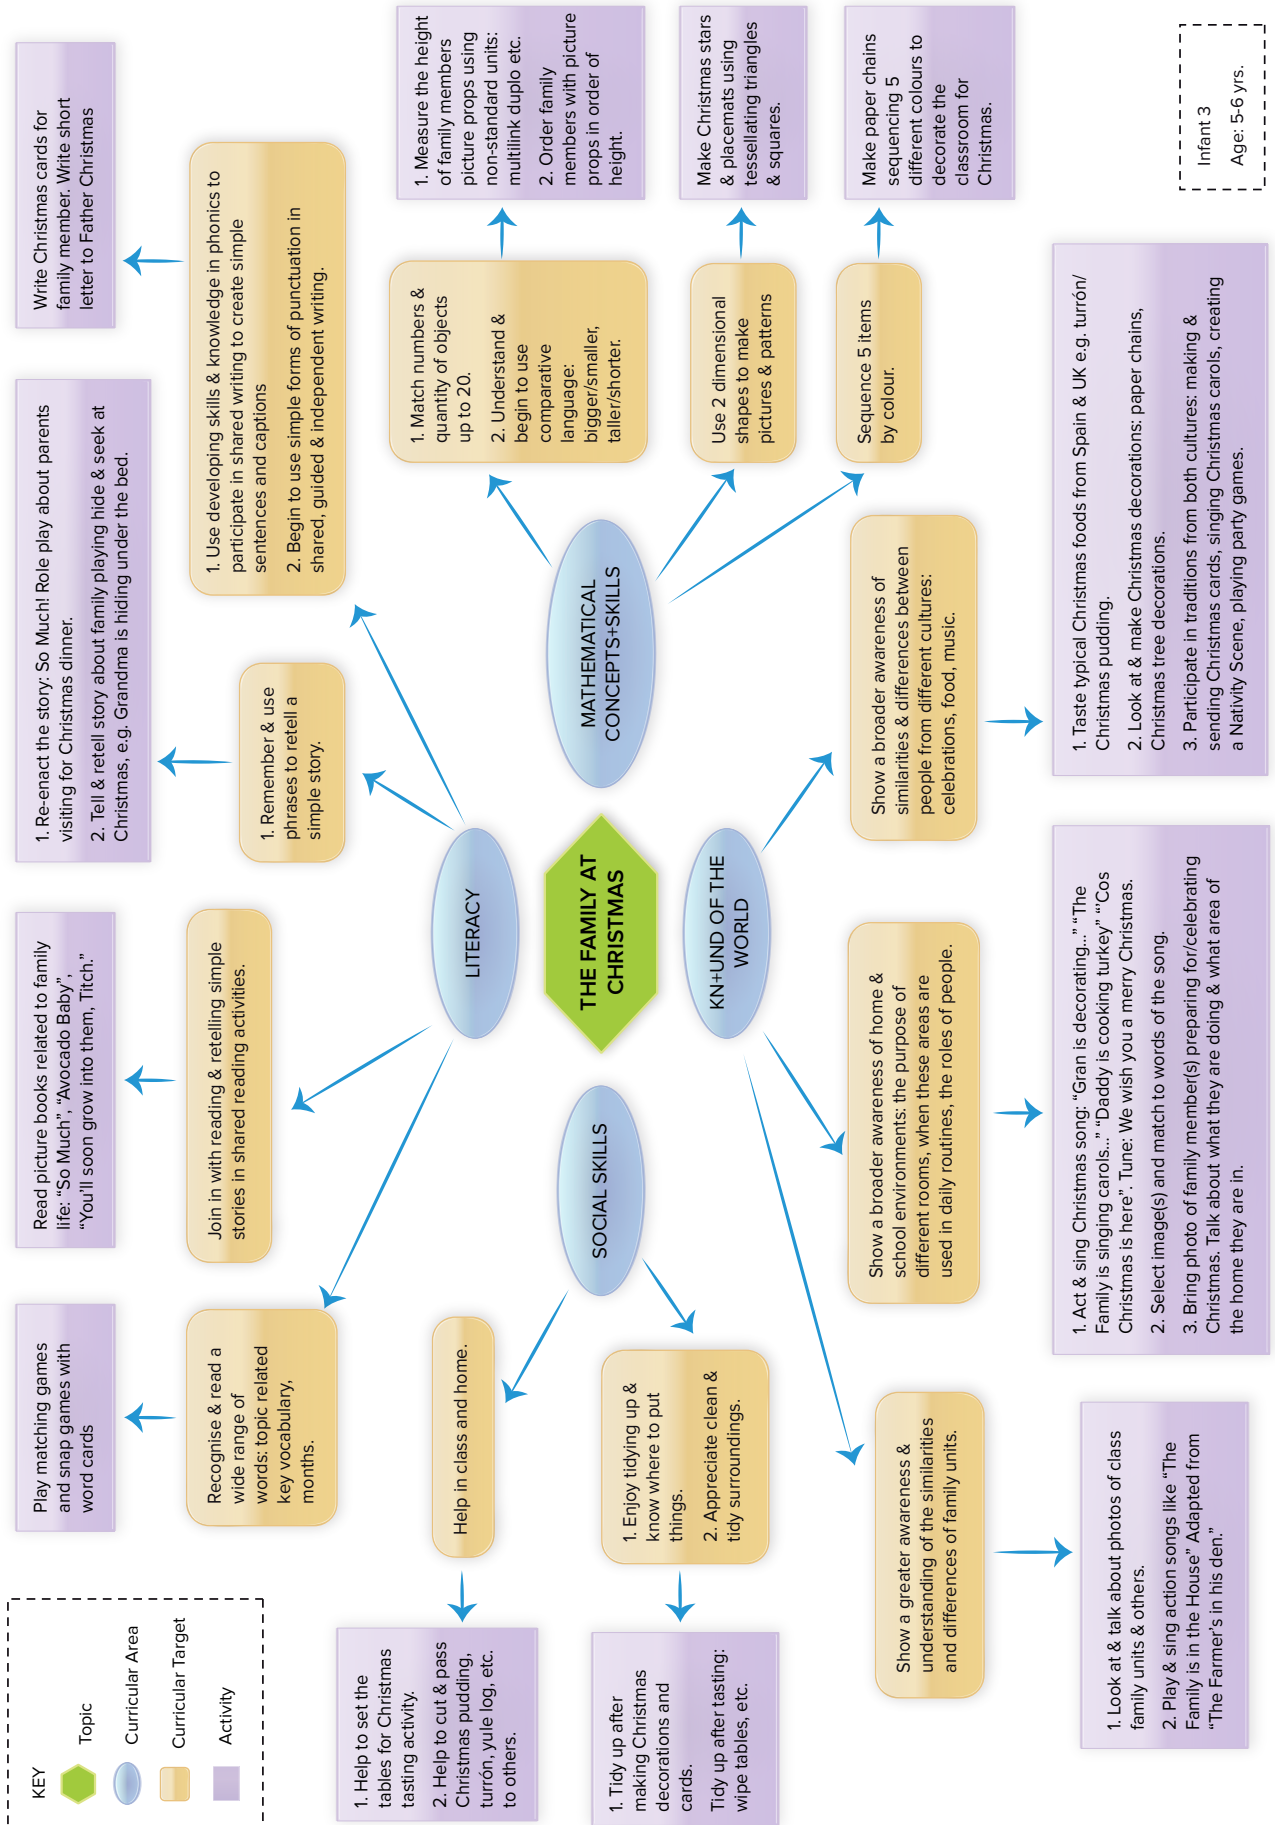 KEY
Topic
Curricular Area
Curricular Target
Activity
Play matching games
and snap games with
word cards
Read picture books related to family
life: “So Much”, “Avocado Baby”,
“You’ll soon grow into them, Titch.”
1. Re-enact the story: So Much! Role play about parents
visiting for Christmas dinner.
2. Tell & retell story about family playing hide & seek at
Christmas, e.g. Grandma is hiding under the bed.
Write Christmas cards for
family member. Write short
letter to Father Christmas
Recognise & read a
wide range of
words: topic related
key vocabulary,
months.
Join in with reading & retelling simple
stories in shared reading activities.
1. Remember & use
phrases to retell a
simple story.
1. Use developing skills & knowledge in phonics to
participate in shared writing to create simple
sentences and captions
2. Begin to use simple forms of punctuation in
shared, guided & independent writing.
LITERACY
1. Help to set the
tables for Christmas
tasting activity.
2. Help to cut & pass
Christmas pudding,
turrón, yule log, etc.
to others.
Help in class and home.
1. Tidy up after
making Christmas
decorations and
cards.
Tidy up after tasting:
wipe tables, etc.
1. Enjoy tidying up &
know where to put
things.
2. Appreciate clean &
tidy surroundings.
SOCIAL SKILLS
THE FAMILY AT
CHRISTMAS
MATHEMATICAL
CONCEPTS+SKILLS
1. Match numbers &
quantity of objects
up to 20.
2. Understand &
begin to use
comparative
language:
bigger/smaller,
taller/shorter.
1. Measure the height
of family members
picture props using
non-standard units:
multilink duplo etc.
2. Order family
members with picture
props in order of
height.
Use 2 dimensional
shapes to make
pictures & patterns
Make Christmas stars
& placemats using
tessellating triangles
& squares.
Sequence 5 items
by colour.
Make paper chains
sequencing 5
different colours to
decorate the
classroom for
Christmas.
KN+UND OF THE
WORLD
Show a greater awareness &
understanding of the similarities
and differences of family units.
Show a broader awareness of home &
school environments: the purpose of
different rooms, when these areas are
used in daily routines, the roles of people.
Show a broader awareness of
similarities & differences between
people from different cultures:
celebrations, food, music.
1. Look at & talk about photos of class
family units & others.
2. Play & sing action songs like “The
Family is in the House” Adapted from
“The Farmer’s in his den.”
1. Act & sing Christmas song: “Gran is decorating...” “The
Family is singing carols...” “Daddy is cooking turkey” “’Cos
Christmas is here”. Tune: We wish you a merry Christmas.
2. Select image(s) and match to words of the song.
3. Bring photo of family member(s) preparing for/celebrating
Christmas. Talk about what they are doing & what area of
the home they are in.
1. Taste typical Christmas foods from Spain & UK e.g. turrón/
Christmas pudding.
2. Look at & make Christmas decorations: paper chains,
Christmas tree decorations.
3. Participate in traditions from both cultures: making &
sending Christmas cards, singing Christmas carols, creating
a Nativity Scene, playing party games.
Infant 3
Age: 5-6 yrs.